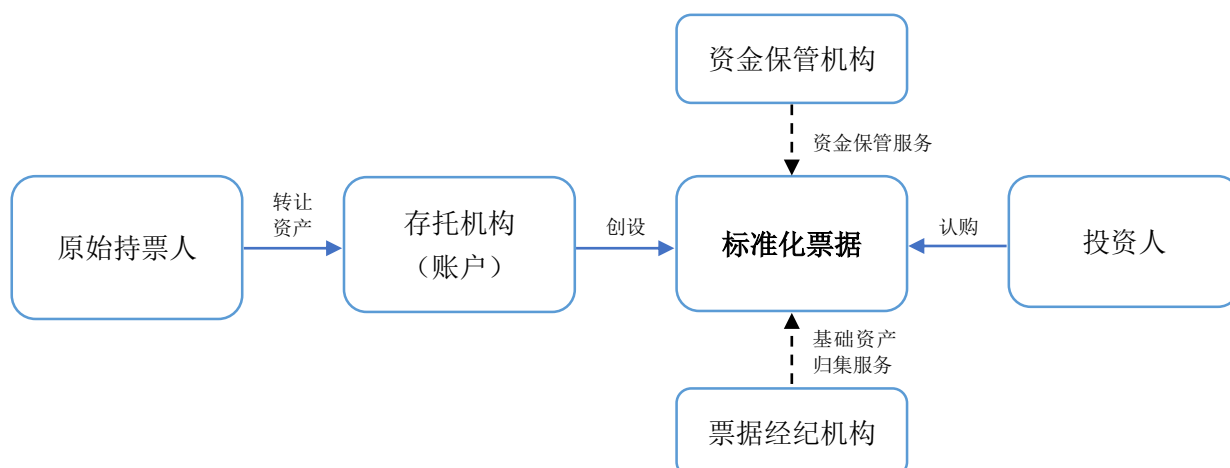 资金保管机构
资金保管服务
原始持票人
转让
资产
存托机构
（账户）
创设
标准化票据
认购
投资人
基础资产
归集服务
票据经纪机构